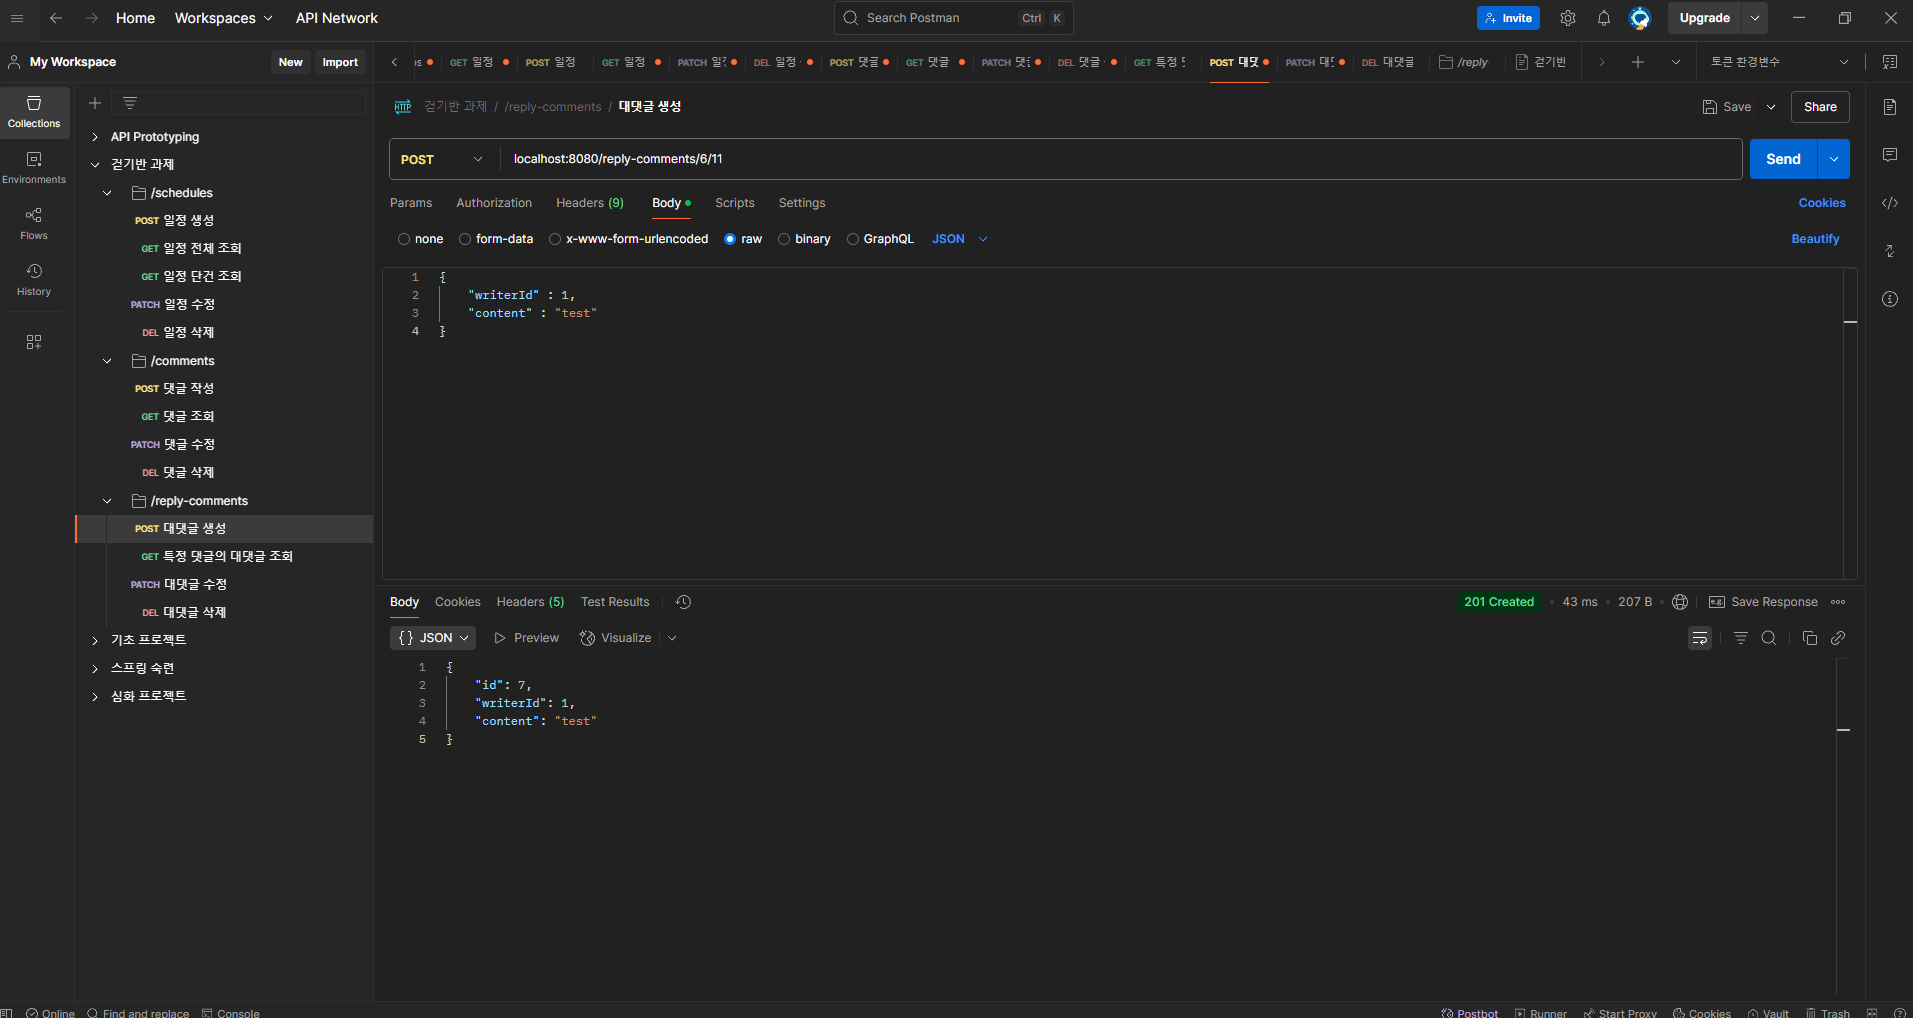 Home Workspaces API Network Search Postman Ctrl K Invite Upgrade
My Workspace New Import
GET 일정 POST 일정 GET 일정 PATCH DEL 일정 POST 댓글 GET 댓글 PATCH DEL 댓글 GET 특정 POST 대댓 PATCH DEL 대댓글 /reply 걷기반 토큰 환경변수
Collections
Environments
Flows
History
API Prototyping
걷기반 과제
/schedules
POST 일정 생성
GET 일정 전체 조회
GET 일정 단건 조회
PATCH 일정 수정
DEL 일정 삭제
/comments
POST 댓글 작성
GET 댓글 조회
PATCH 댓글 수정
DEL 댓글 삭제
/reply-comments
POST 대댓글 생성
GET 특정 댓글의 대댓글 조회
PATCH 대댓글 수정
DEL 대댓글 삭제
기초 프로젝트
스프링 숙련
심화 프로젝트
HTTP 걷기반 과제 / /reply-comments / 대댓글 생성 Save Share
POST localhost:8080/reply-comments/6/11 Send
Params Authorization Headers (9) Body Scripts Settings Cookies
none form-data x-www-form-urlencoded raw binary GraphQL JSON Beautify
1 {
2 "writerId" : 1,
3 "content" : "test"
4 }
Body Cookies Headers (5) Test Results 201 Created 43 ms 207 B Save Response
{} JSON Preview Visualize
1 {
2 "id": 7,
3 "writerId": 1,
4 "content": "test"
5 }
Online Find and replace Console Postbot Runner Start Proxy Cookies Vault Trash